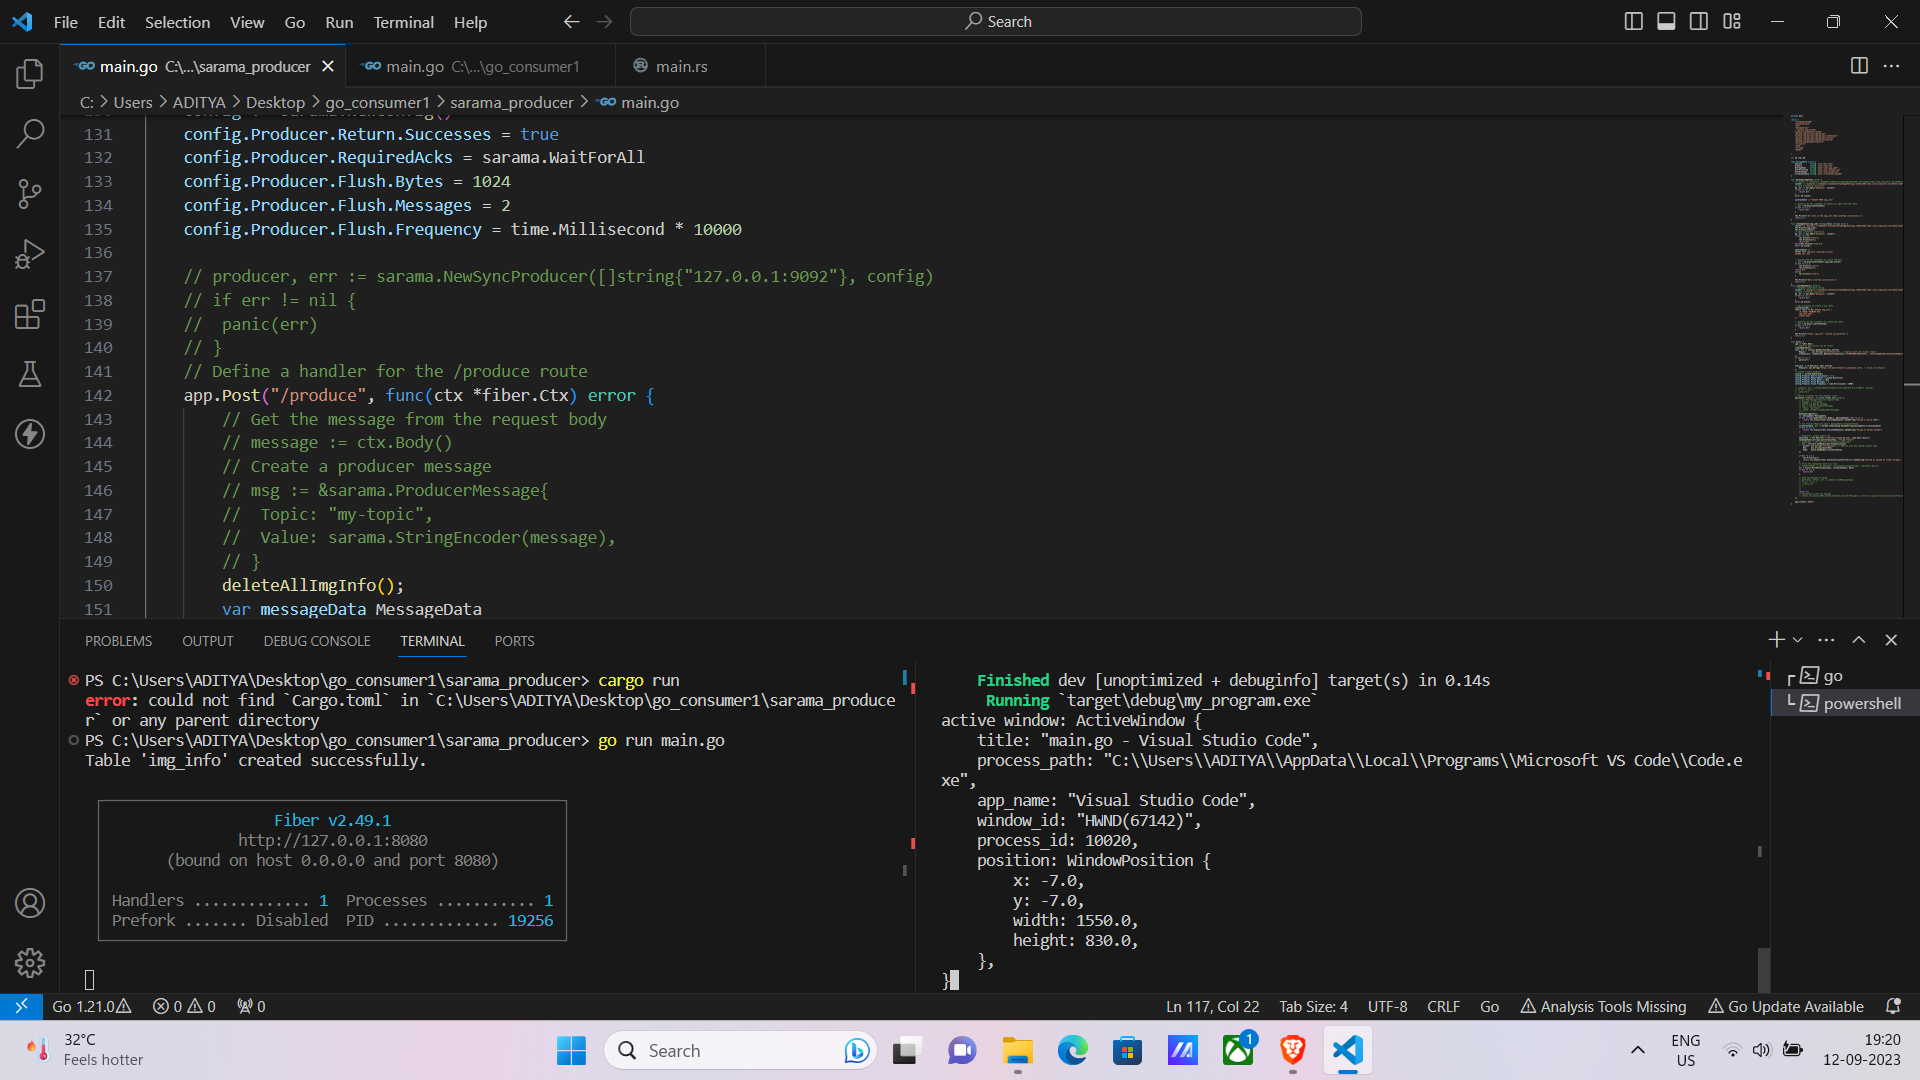 File Edit Selection View Go Run Terminal Help
Search
main.go C:\...\sarama_producer
main.go C:\...\go_consumer1
main.rs
C: > Users > ADITYA > Desktop > go_consumer1 > sarama_producer > main.go
131 config.Producer.Return.Successes = true
132 config.Producer.RequiredAcks = sarama.WaitForAll
133 config.Producer.Flush.Bytes = 1024
134 config.Producer.Flush.Messages = 2
135 config.Producer.Flush.Frequency = time.Millisecond * 10000
136
137 // producer, err := sarama.NewSyncProducer([]string{"127.0.0.1:9092"}, config)
138 // if err != nil {
139 //  panic(err)
140 // }
141 // Define a handler for the /produce route
142 app.Post("/produce", func(ctx *fiber.Ctx) error {
143 // Get the message from the request body
144 // message := ctx.Body()
145 // Create a producer message
146 // msg := &sarama.ProducerMessage{
147 //  Topic: "my-topic",
148 //  Value: sarama.StringEncoder(message),
149 // }
150 deleteAllImgInfo();
151 var messageData MessageData
PROBLEMS OUTPUT DEBUG CONSOLE TERMINAL PORTS
PS C:\Users\ADITYA\Desktop\go_consumer1\sarama_producer> cargo run
error: could not find `Cargo.toml` in `C:\Users\ADITYA\Desktop\go_consumer1\sarama_produce
r` or any parent directory
PS C:\Users\ADITYA\Desktop\go_consumer1\sarama_producer> go run main.go
Table 'img_info' created successfully.
Fiber v2.49.1
http://127.0.0.1:8080
(bound on host 0.0.0.0 and port 8080)
Handlers ............. 1 Processes ........... 1
Prefork ....... Disabled PID ............. 19256
Finished dev [unoptimized + debuginfo] target(s) in 0.14s
Running `target\debug\my_program.exe`
active window: ActiveWindow {
title: "main.go - Visual Studio Code",
process_path: "C:\\Users\\ADITYA\\AppData\\Local\\Programs\\Microsoft VS Code\\Code.e
xe",
app_name: "Visual Studio Code",
window_id: "HWND(67142)",
process_id: 10020,
position: WindowPosition {
x: -7.0,
y: -7.0,
width: 1550.0,
height: 830.0,
},
}
go
powershell
Go 1.21.0 0 0 0
Ln 117, Col 22 Tab Size: 4 UTF-8 CRLF Go Analysis Tools Missing Go Update Available
32°C
Feels hotter
Search
1
ENG
US
19:20
12-09-2023